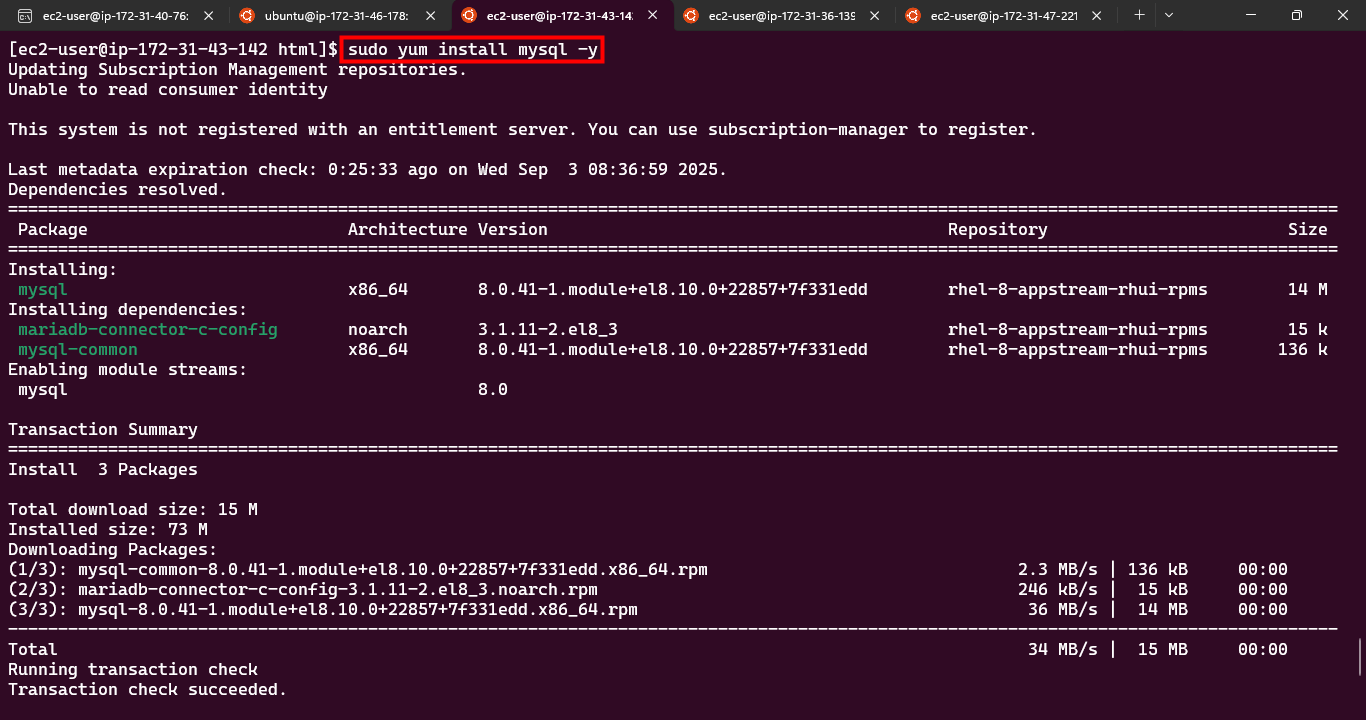 ec2-user@ip-172-31-40-76:
ubuntu@ip-172-31-46-178:
ec2-user@ip-172-31-43-142
ec2-user@ip-172-31-36-139
ec2-user@ip-172-31-47-221
[ec2-user@ip-172-31-43-142 html]$ sudo yum install mysql -y
Updating Subscription Management repositories.
Unable to read consumer identity
This system is not registered with an entitlement server. You can use subscription-manager to register.
Last metadata expiration check: 0:25:33 ago on Wed Sep  3 08:36:59 2025.
Dependencies resolved.
================================================================================
Package Architecture Version Repository Size
================================================================================
Installing:
mysql x86_64 8.0.41-1.module+el8.10.0+22857+7f331edd rhel-8-appstream-rhui-rpms 14 M
Installing dependencies:
mariadb-connector-c-config noarch 3.1.11-2.el8_3 rhel-8-appstream-rhui-rpms 15 k
mysql-common x86_64 8.0.41-1.module+el8.10.0+22857+7f331edd rhel-8-appstream-rhui-rpms 136 k
Enabling module streams:
mysql 8.0
Transaction Summary
================================================================================
Install  3 Packages
Total download size: 15 M
Installed size: 73 M
Downloading Packages:
(1/3): mysql-common-8.0.41-1.module+el8.10.0+22857+7f331edd.x86_64.rpm 2.3 MB/s | 136 kB 00:00
(2/3): mariadb-connector-c-config-3.1.11-2.el8_3.noarch.rpm 246 kB/s | 15 kB 00:00
(3/3): mysql-8.0.41-1.module+el8.10.0+22857+7f331edd.x86_64.rpm 36 MB/s | 14 MB 00:00
--------------------------------------------------------------------------------
Total 34 MB/s | 15 MB 00:00
Running transaction check
Transaction check succeeded.